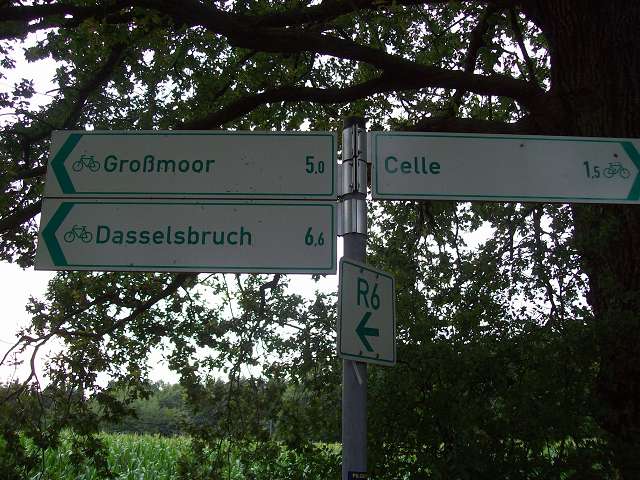 Großmoor 5.0
Dasselsbruch 6.6
Celle 1.5
R6